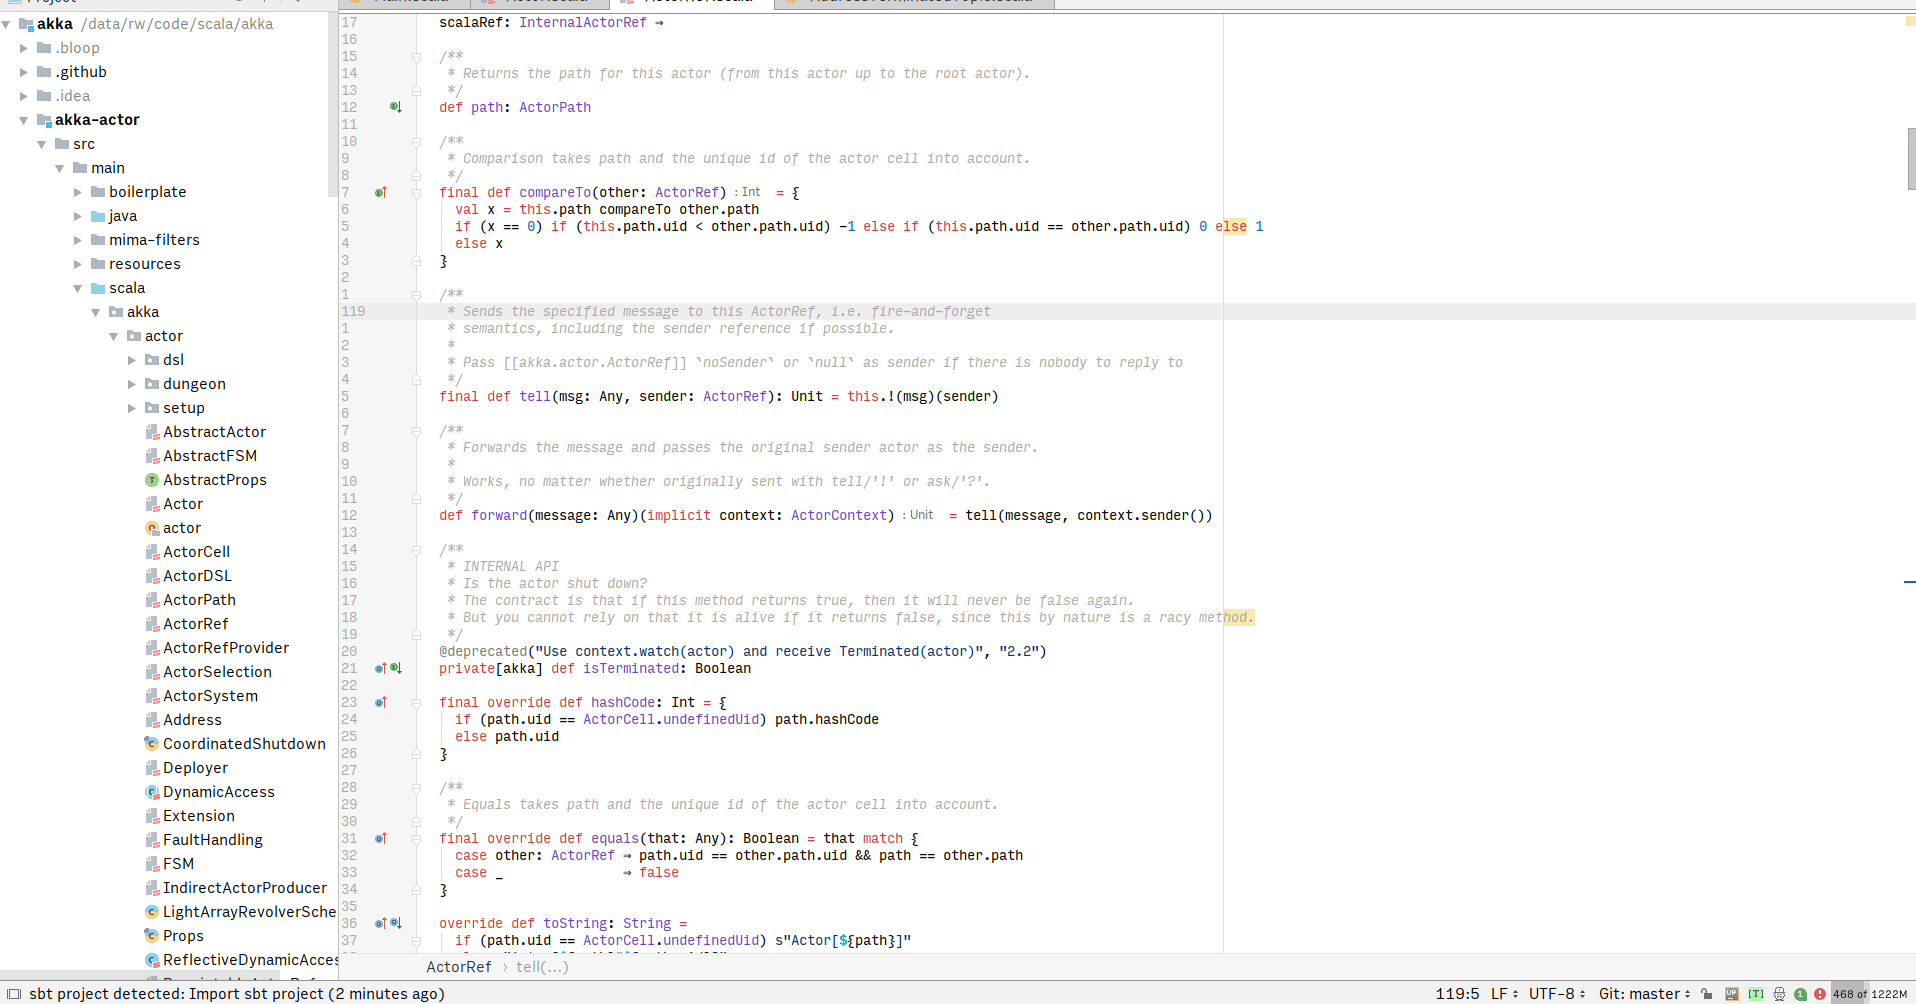 akka /data/rw/code/scala/akka
.bloop
.github
.idea
akka-actor
src
main
boilerplate
java
mima-filters
resources
scala
akka
actor
dsl
dungeon
setup
AbstractActor
AbstractFSM
AbstractProps
Actor
actor
ActorCell
ActorDSL
ActorPath
ActorRef
ActorRefProvider
ActorSelection
ActorSystem
Address
CoordinatedShutdown
Deployer
DynamicAccess
Extension
FaultHandling
FSM
IndirectActorProducer
LightArrayRevolverSche
Props
ReflectiveDynamicAcces
17 scalaRef: InternalActorRef ⇒
16
15 /**
14 * Returns the path for this actor (from this actor up to the root actor).
13 */
12 def path: ActorPath
11
10 /**
9 * Comparison takes path and the unique id of the actor cell into account.
8 */
7 final def compareTo(other: ActorRef) : Int = {
6 val x = this.path compareTo other.path
5 if (x == 0) if (this.path.uid < other.path.uid) -1 else if (this.path.uid == other.path.uid) 0 else 1
4 else x
3 }
2
1 /**
119 * Sends the specified message to this ActorRef, i.e. fire-and-forget
1 * semantics, including the sender reference if possible.
2 *
3 * Pass [[akka.actor.ActorRef]] `noSender` or `null` as sender if there is nobody to reply to
4 */
5 final def tell(msg: Any, sender: ActorRef): Unit = this.!(msg)(sender)
6
7 /**
8 * Forwards the message and passes the original sender actor as the sender.
9 *
10 * Works, no matter whether originally sent with tell/'!' or ask/'?'.
11 */
12 def forward(message: Any)(implicit context: ActorContext) : Unit = tell(message, context.sender())
13
14 /**
15 * INTERNAL API
16 * Is the actor shut down?
17 * The contract is that if this method returns true, then it will never be false again.
18 * But you cannot rely on that it is alive if it returns false, since this by nature is a racy method.
19 */
20 @deprecated("Use context.watch(actor) and receive Terminated(actor)", "2.2")
21 private[akka] def isTerminated: Boolean
22
23 final override def hashCode: Int = {
24 if (path.uid == ActorCell.undefinedUid) path.hashCode
25 else path.uid
26 }
27
28 /**
29 * Equals takes path and the unique id of the actor cell into account.
30 */
31 final override def equals(that: Any): Boolean = that match {
32 case other: ActorRef ⇒ path.uid == other.path.uid && path == other.path
33 case _ ⇒ false
34 }
35
36 override def toString: String =
37 if (path.uid == ActorCell.undefinedUid) s"Actor[${path}]"
ActorRef › tell(...)
sbt project detected: Import sbt project (2 minutes ago)
119:5 LF UTF-8 Git: master UP [T] 1 468 of 1222M